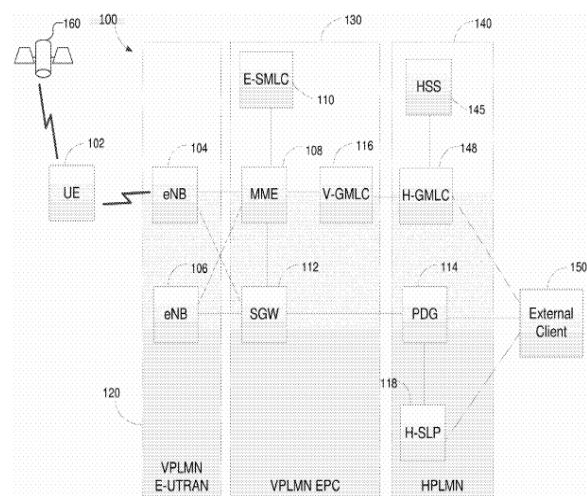 160
100
130
140
E-SMLC
110
HSS
145
102
104
108
116
148
UE
eNB
MME
V-GMLC
H-GMLC
106
112
114
150
eNB
SGW
PDG
External
Client
118
120
H-SLP
VPLMN
E-UTRAN
VPLMN EPC
HPLMN